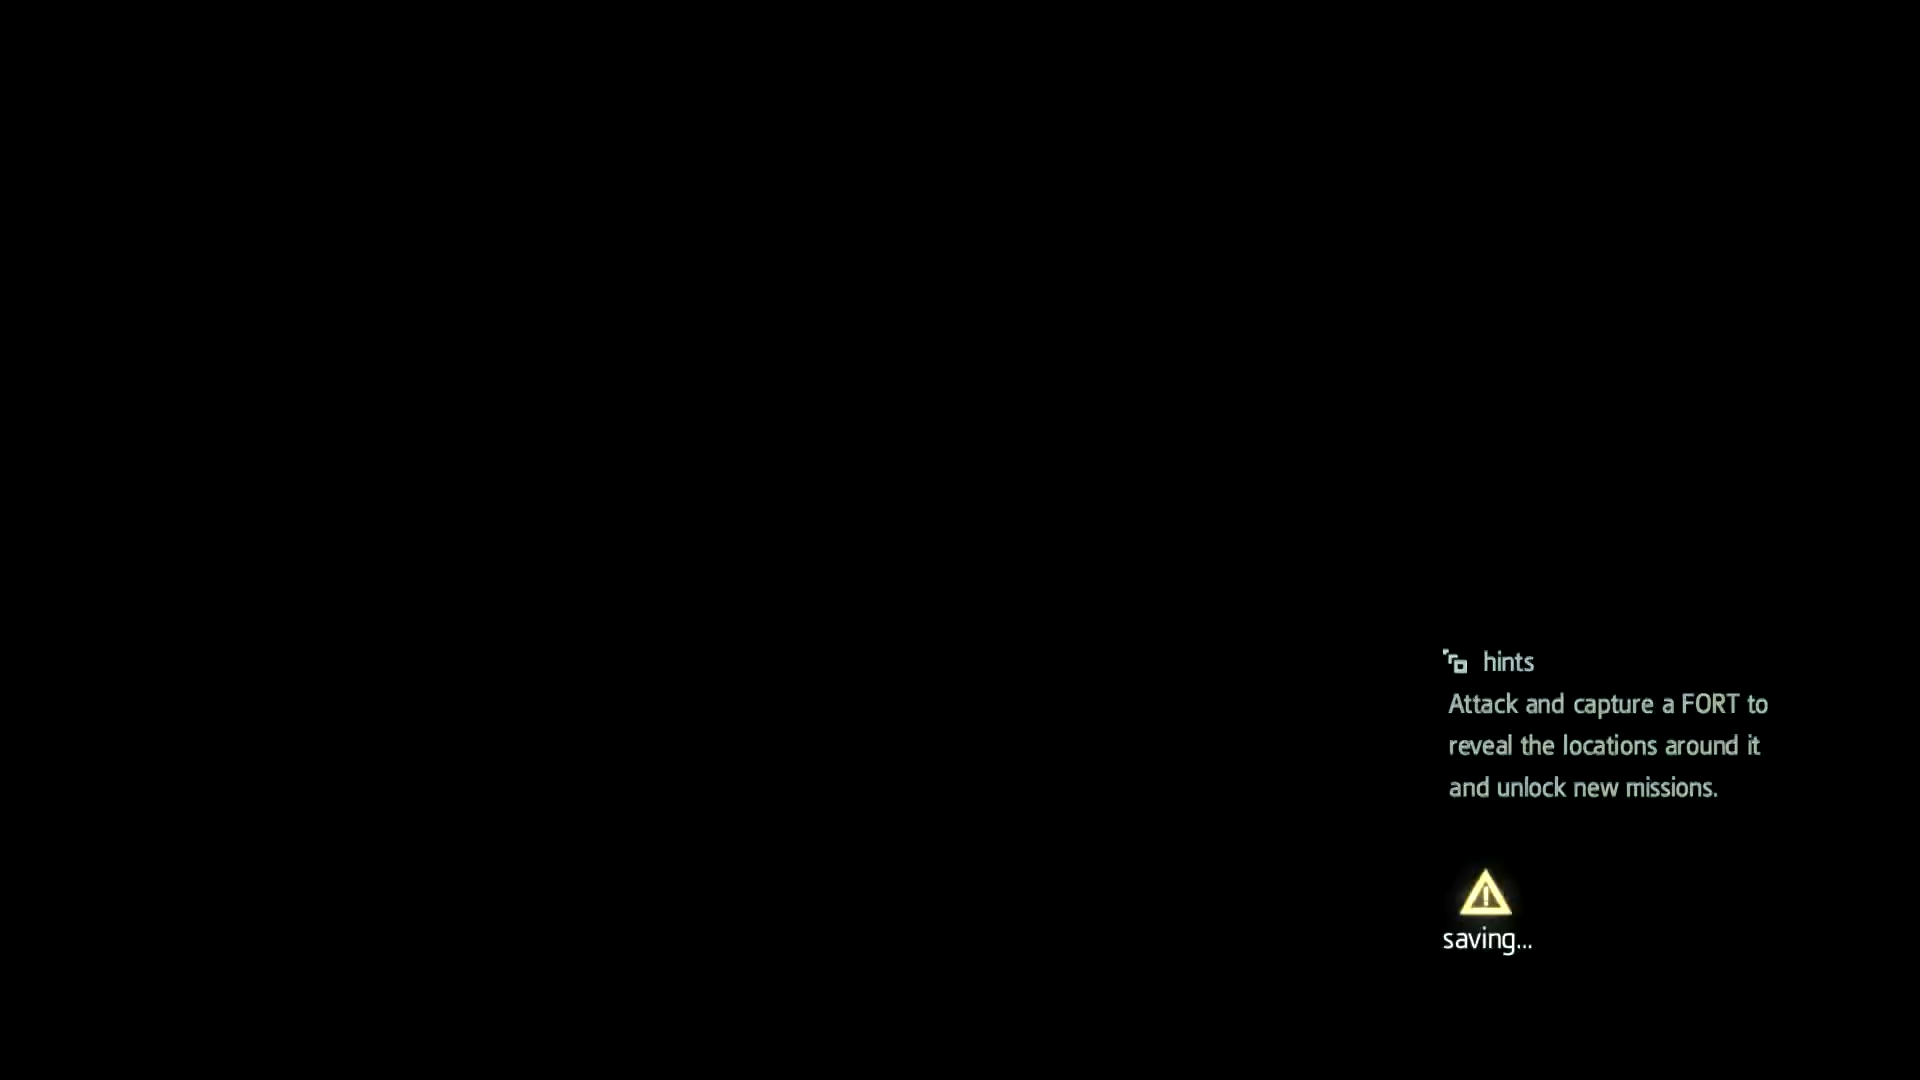 hints
Attack and capture a FORT to
reveal the locations around it
and unlock new missions.
saving...